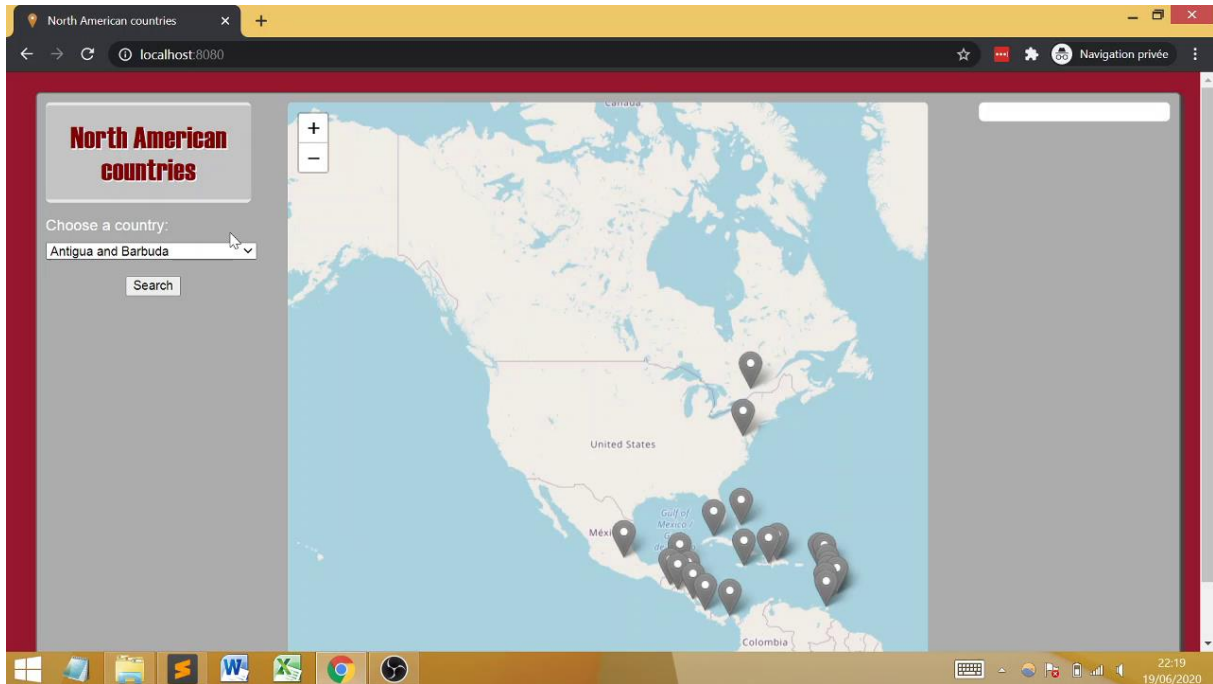 North American countries
localhost:8080
Navigation privée
North American
countries
Choose a country:
Antigua and Barbuda
Search
+
−
Canada
United States
Gulf of
Mexico /
Colombia
22:19
19/06/2020